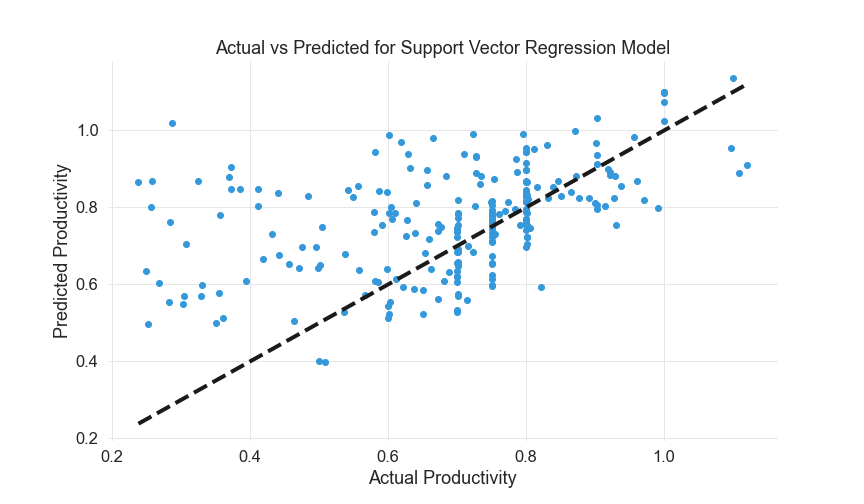 Actual vs Predicted for Support Vector Regression Model
Predicted Productivity
1.0
0.8
0.6
0.4
0.2
0.2 0.4 0.6 0.8 1.0
Actual Productivity